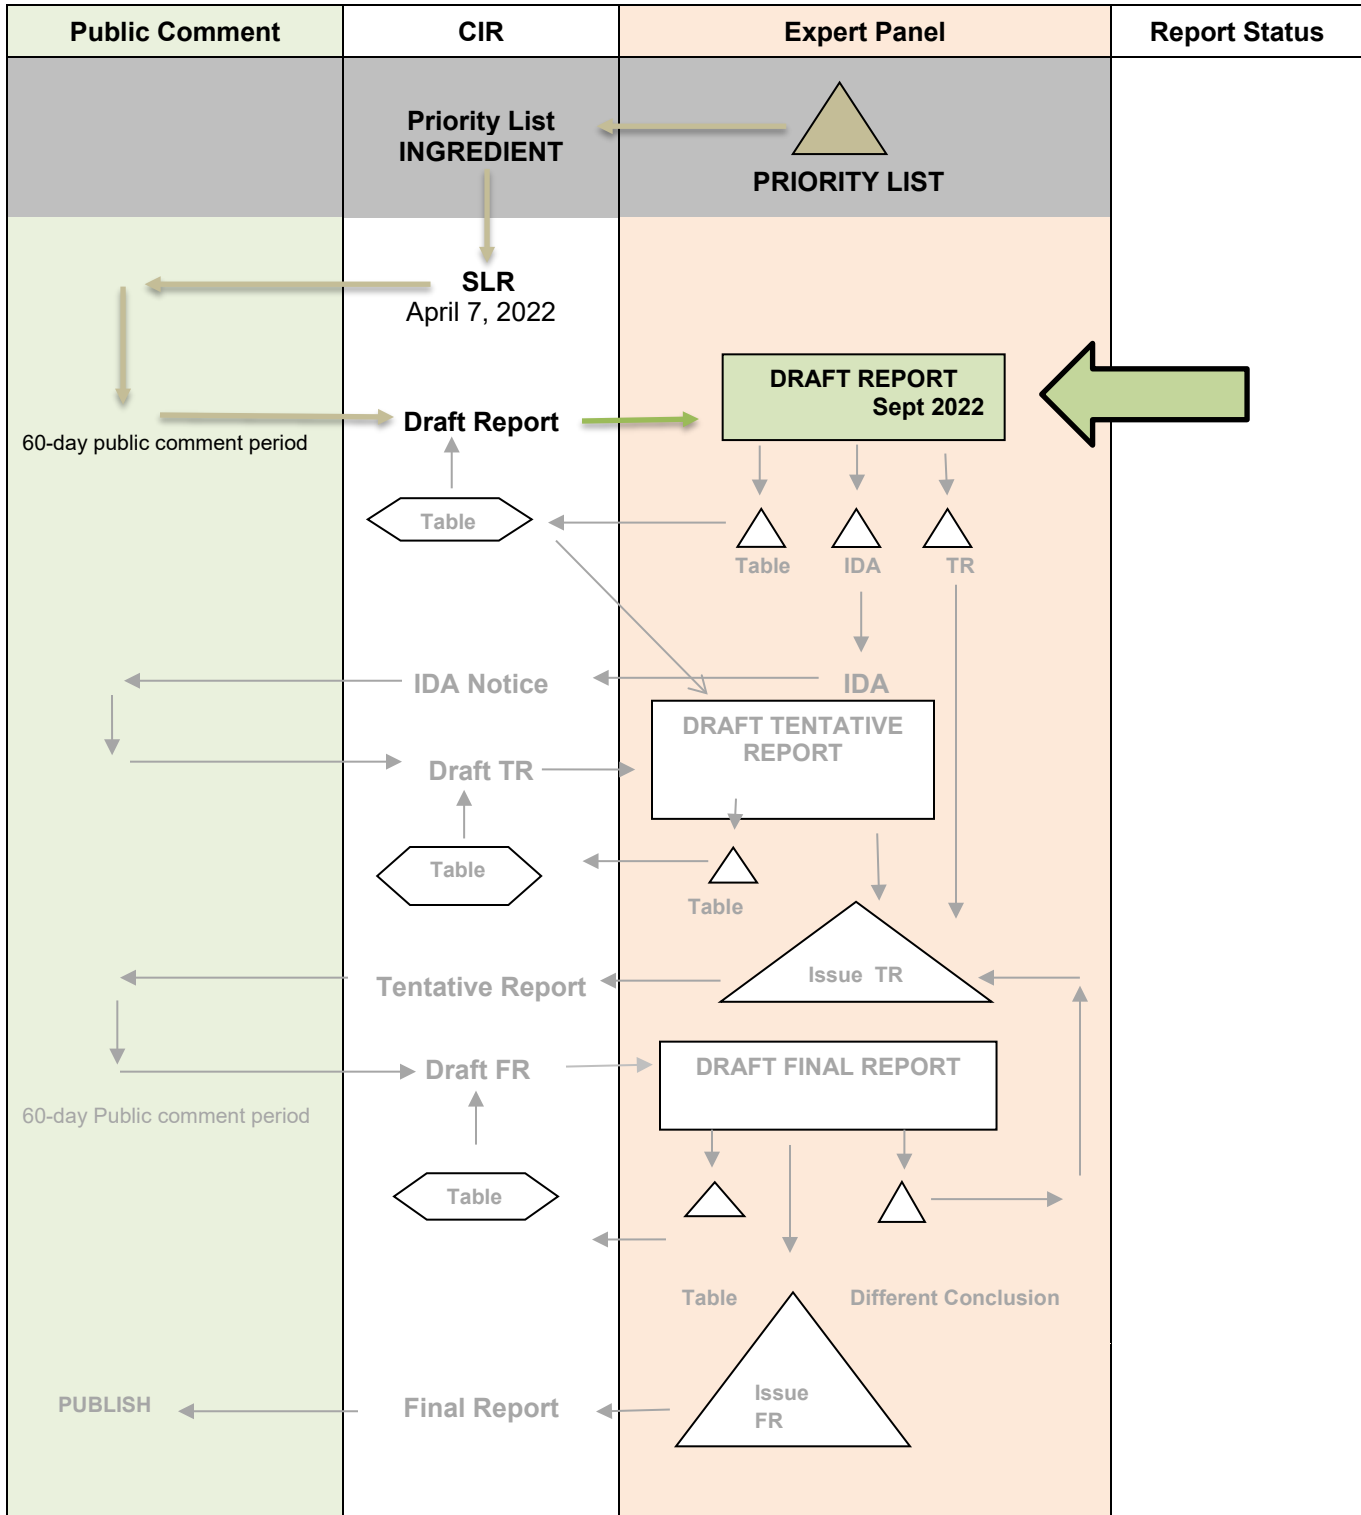 Public Comment
CIR
Expert Panel
Report Status
Priority List
INGREDIENT
PRIORITY LIST
SLR
April 7, 2022
DRAFT REPORT
Sept 2022
Draft Report
60-day public comment period
Table
Table
IDA
TR
IDA Notice
IDA
DRAFT TENTATIVE
REPORT
Draft TR
Table
Table
Issue TR
Tentative Report
Draft FR
DRAFT FINAL REPORT
60-day Public comment period
Table
Table
Different Conclusion
PUBLISH
Final Report
Issue
FR